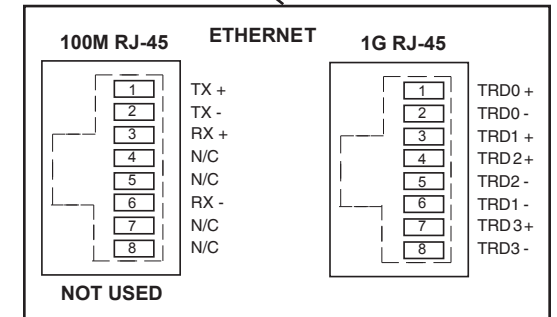 ETHERNET
100M RJ-45
1 TX +
2 TX -
3 RX +
4 N/C
5 N/C
6 RX -
7 N/C
8 N/C
NOT USED
1G RJ-45
1 TRD0 +
2 TRD0 -
3 TRD1 +
4 TRD2+
5 TRD2 -
6 TRD1 -
7 TRD3+
8 TRD3 -